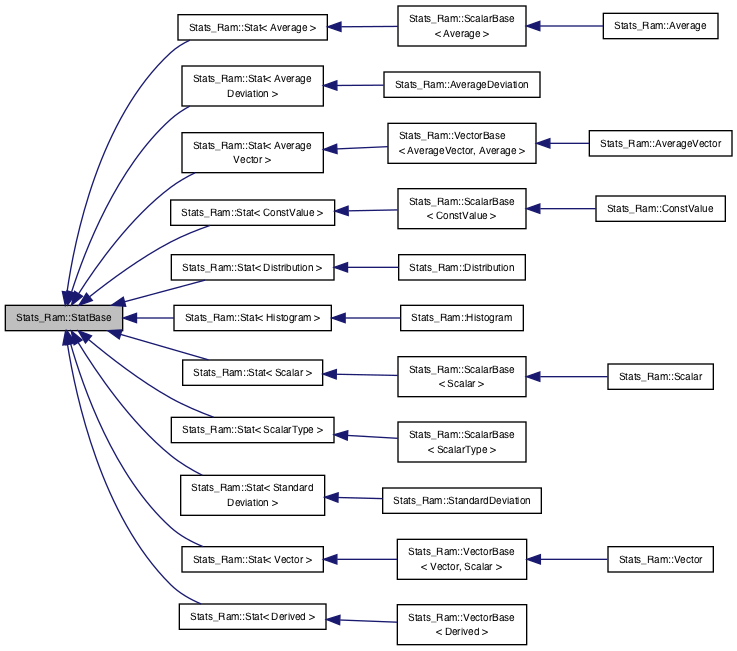 Stats_Ram::StatBase
Stats_Ram::Stat< Average >
Stats_Ram::ScalarBase
< Average >
Stats_Ram::Average
Stats_Ram::Stat< Average
Deviation >
Stats_Ram::AverageDeviation
Stats_Ram::Stat< Average
Vector >
Stats_Ram::VectorBase
< AverageVector, Average >
Stats_Ram::AverageVector
Stats_Ram::Stat< ConstValue >
Stats_Ram::ScalarBase
< ConstValue >
Stats_Ram::ConstValue
Stats_Ram::Stat< Distribution >
Stats_Ram::Distribution
Stats_Ram::Stat< Histogram >
Stats_Ram::Histogram
Stats_Ram::Stat< Scalar >
Stats_Ram::ScalarBase
< Scalar >
Stats_Ram::Scalar
Stats_Ram::Stat< ScalarType >
Stats_Ram::ScalarBase
< ScalarType >
Stats_Ram::Stat< Standard
Deviation >
Stats_Ram::StandardDeviation
Stats_Ram::Stat< Vector >
Stats_Ram::VectorBase
< Vector, Scalar >
Stats_Ram::Vector
Stats_Ram::Stat< Derived >
Stats_Ram::VectorBase
< Derived >